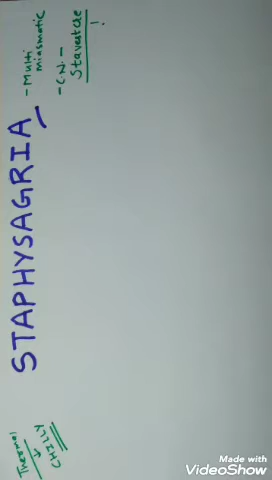 Thermal
↓
CHILLY
STAPHYSAGRIA
- Multi
miasmatic
- C.N. -
Stavesacre
Made with
VideoShow